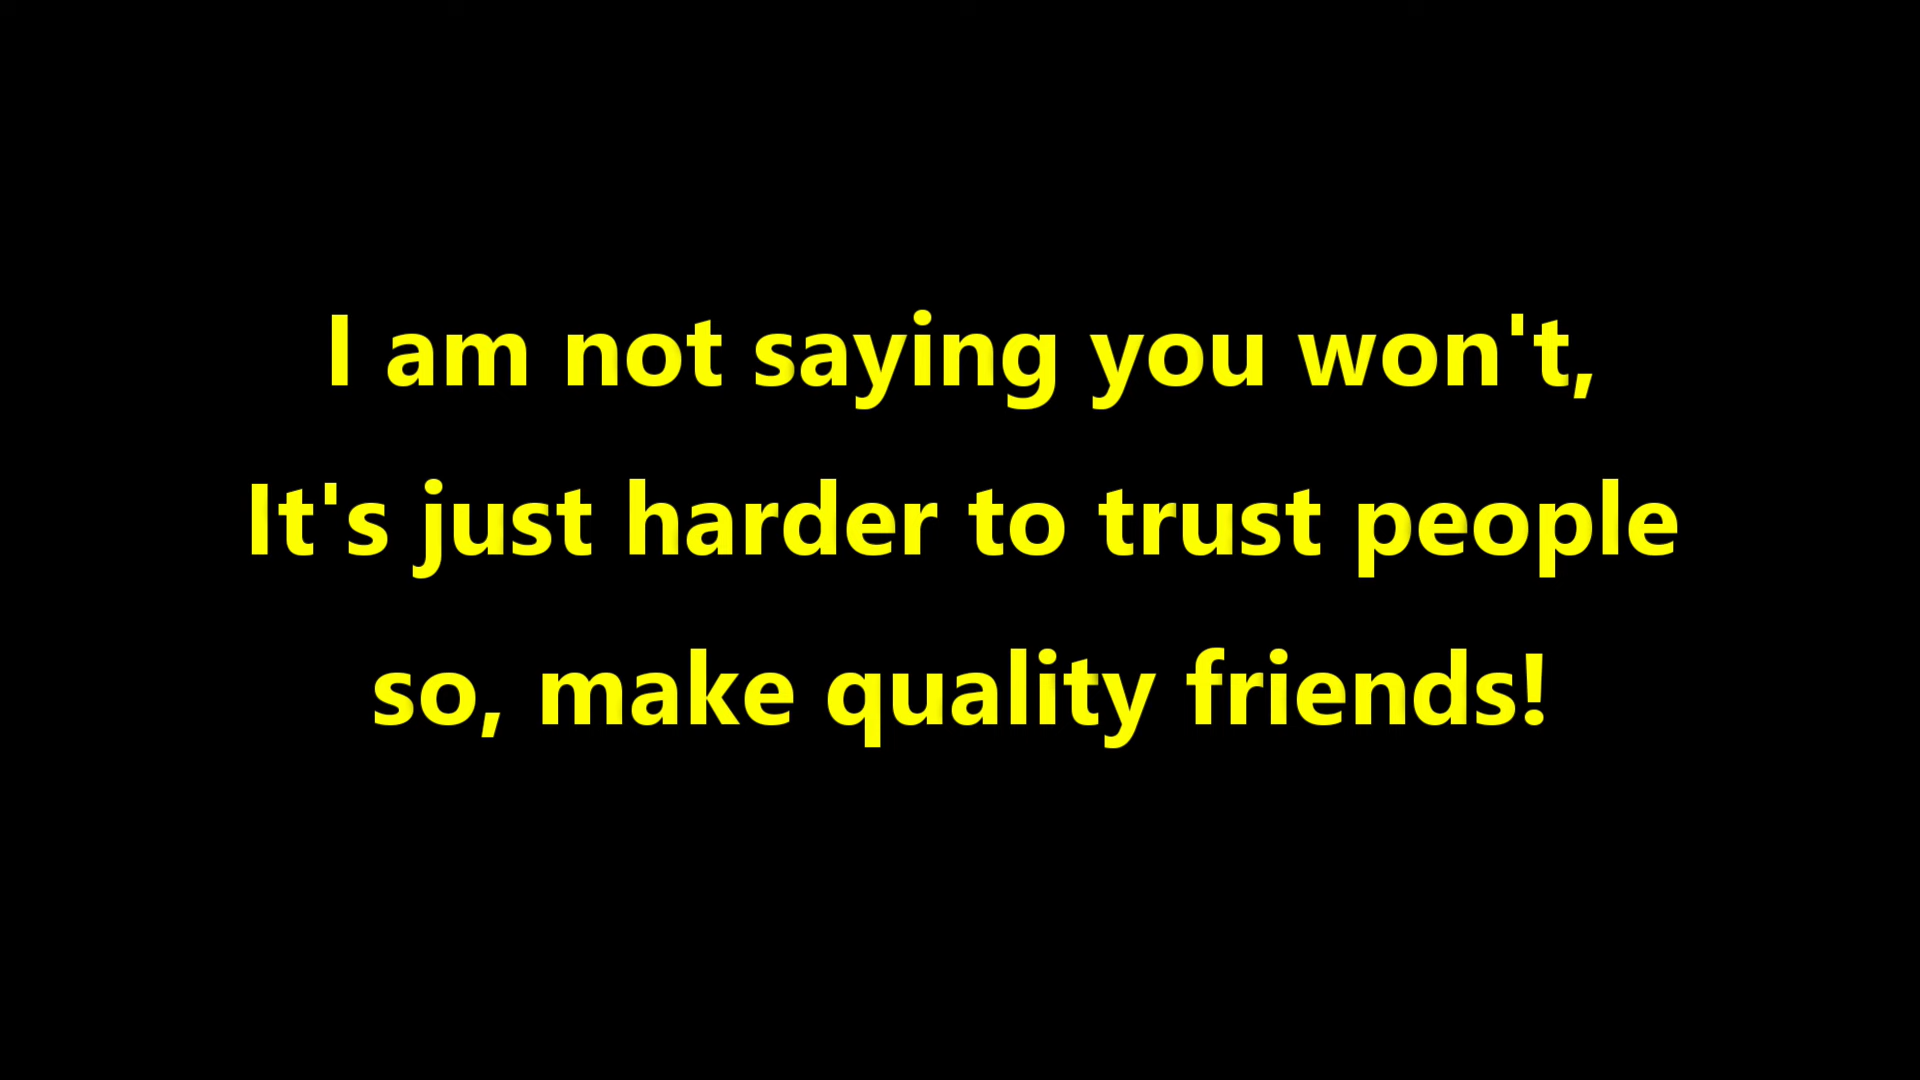 I am not saying you won't,
It's just harder to trust people
so, make quality friends!